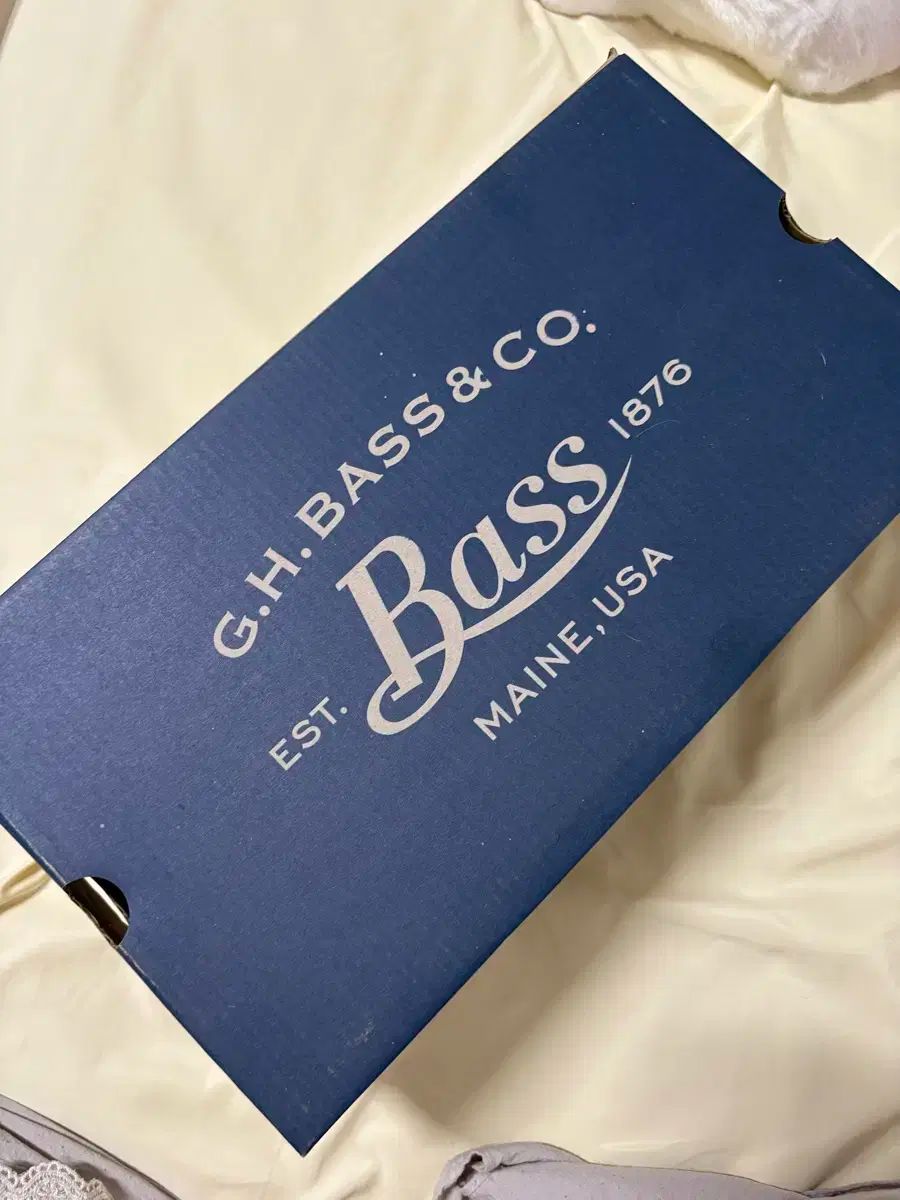 G.H. BASS & CO.
EST. Bass 1876
MAINE, USA